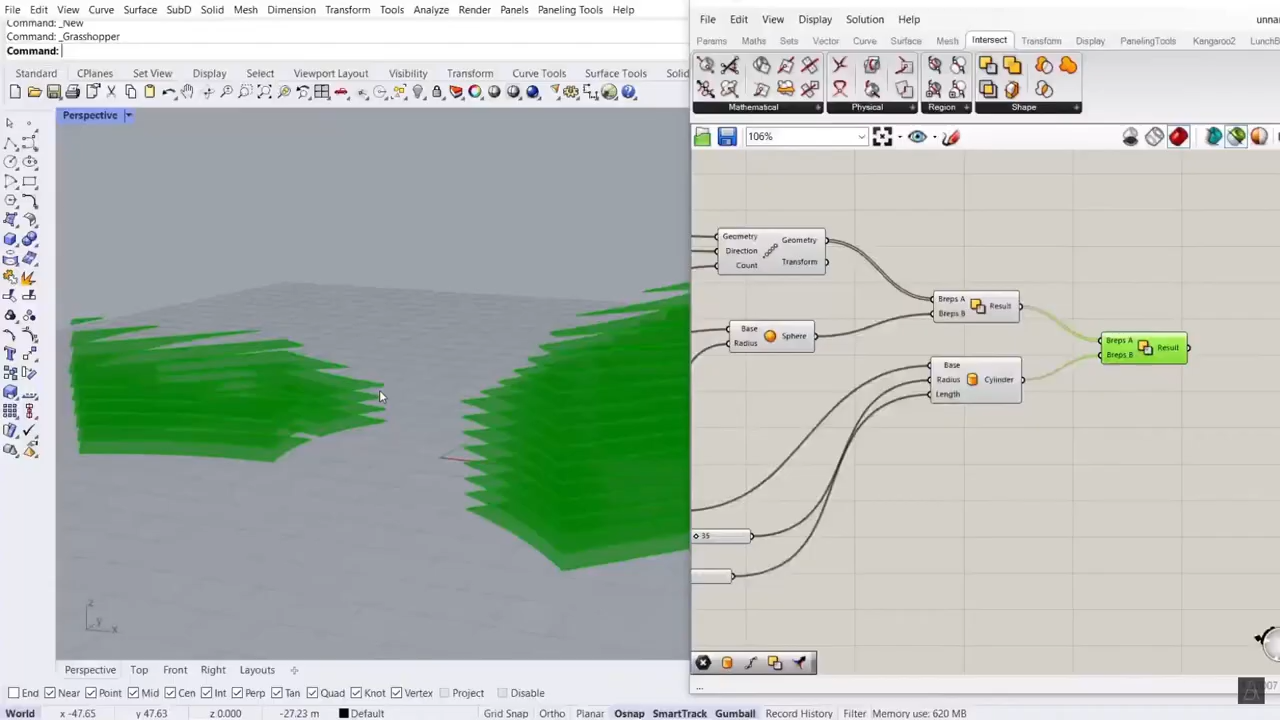 Command: _New
Command: _Grasshopper
Command:
File Edit View Curve Surface Solid SubD Mesh Dimension Transform Tools Analyze Render Panels Paneling Tools Help
Standard CPlanes Set View Display Select Viewport Layout Visibility Transform Curve Tools Surface Tools Solid
Perspective
z
y
x
Perspective Top Front Right Layouts
End Near Point Mid Cen Int Perp Tan Quad Knot Vertex Project Disable
World x -47.65 y 47.63 z 0.000 -27.23 m Default Grid Snap Ortho Planar Osnap SmartTrack Gumball Record History Filter Memory use: 620 MB
File Edit View Display Solution Help
unna
Params Maths Sets Vector Curve Surface Mesh Intersect Transform Display PanelingTools Kangaroo2 LunchB
Mathematical Physical Region Shape
106%
Geometry
Direction
Count
Geometry
Transform
Base
Radius
Sphere
Breps A
Breps B
Result
Base
Radius
Length
Cylinder
Breps A
Breps B
Result
35
...
007